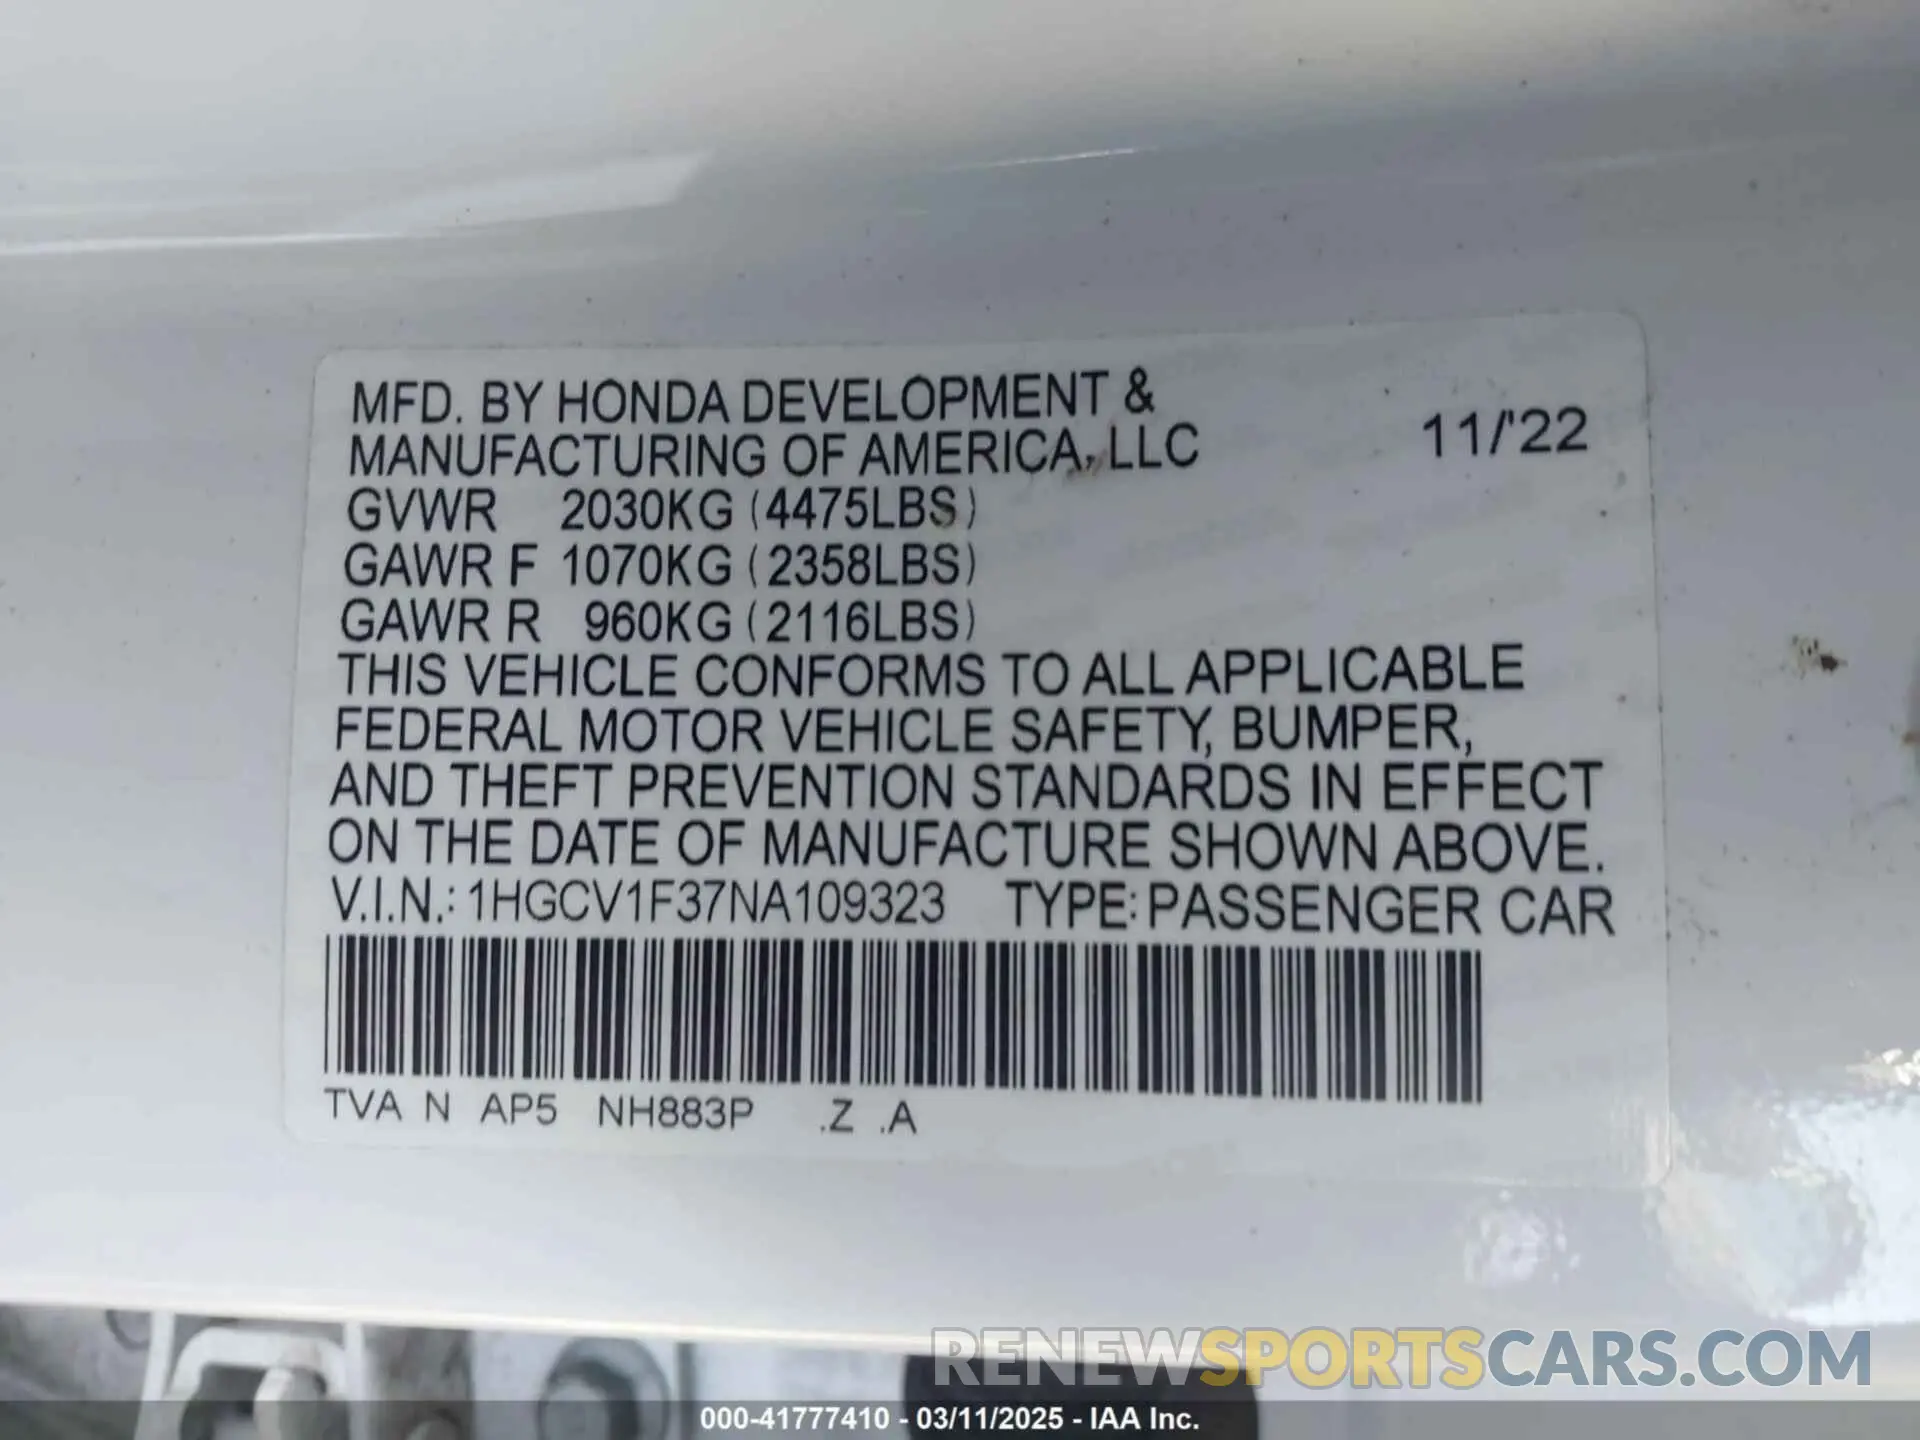 MFD. BY HONDA DEVELOPMENT &
MANUFACTURING OF AMERICA, LLC 11/'22
GVWR 2030KG (4475LBS)
GAWR F 1070KG (2358LBS)
GAWR R 960KG (2116LBS)
THIS VEHICLE CONFORMS TO ALL APPLICABLE
FEDERAL MOTOR VEHICLE SAFETY, BUMPER,
AND THEFT PREVENTION STANDARDS IN EFFECT
ON THE DATE OF MANUFACTURE SHOWN ABOVE.
V.I.N.: 1HGCV1F37NA109323 TYPE: PASSENGER CAR
TVA N AP5 NH883P .Z .A
RENEWSPORTSCARS.COM
000-41777410 - 03/11/2025 - IAA Inc.